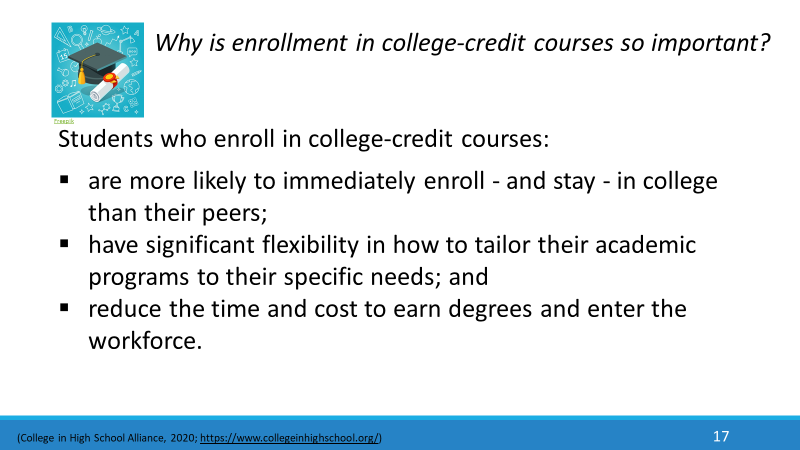 Why is enrollment in college-credit courses so important?
Freepik
Students who enroll in college-credit courses:
▪ are more likely to immediately enroll - and stay - in college
than their peers;
▪ have significant flexibility in how to tailor their academic
programs to their specific needs; and
▪ reduce the time and cost to earn degrees and enter the
workforce.
(College in High School Alliance, 2020; https://www.collegeinhighschool.org/)
17